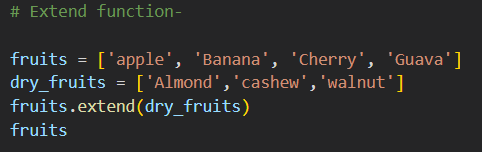 # Extend function-
fruits = ['apple', 'Banana', 'Cherry', 'Guava']
dry_fruits = ['Almond','cashew','walnut']
fruits.extend(dry_fruits)
fruits